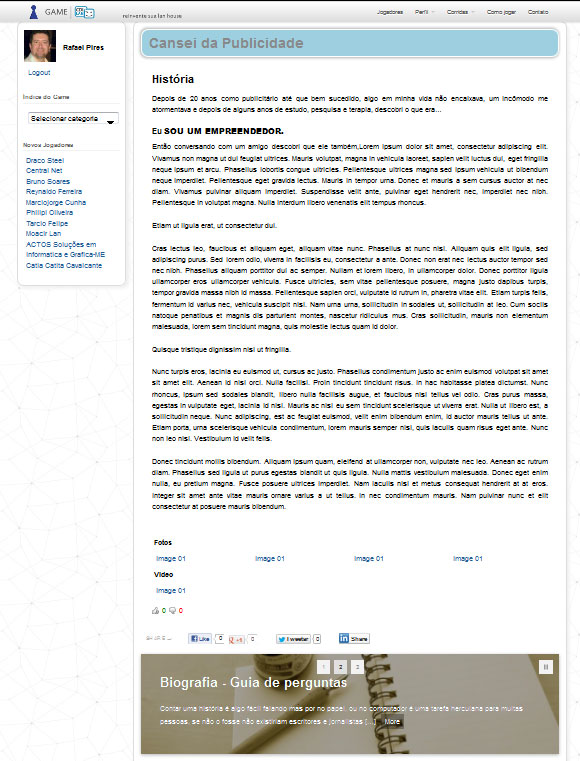 GAME
reinvente sua lan house
Jogadores Perfil Corridas Como jogar Contato
Rafael Pires
Logout
Índice do Game
Selecionar categoria
Novos Jogadores
Draco Steel
Central Net
Bruno Soares
Reynaldo Ferreira
Marciojorge Cunha
Phillipi Oliveira
Tarcio Felipe
Moacir Lan
ACTOS Soluções em
Informatica e Grafica-ME
Catia Catita Cavalcante
Cansei da Publicidade
História
Depois de 20 anos como publicitário até que bem sucedido, algo em minha vida não encaixava, um incômodo me
atormentava e depois de alguns anos de estudo, pesquisa e terapia, descobri o que era...
Eu SOU UM EMPREENDEDOR.
Então conversando com um amigo descobri que ele também,Lorem ipsum dolor sit amet, consectetur adipiscing elit.
Vivamus non magna ut dui feugiat ultrices. Mauris volutpat, magna in vehicula laoreet, sapien velit luctus dui, eget fringilla
neque ipsum et arcu. Phasellus lobortis congue ultricies. Pellentesque ultrices magna sed ipsum vehicula ut bibendum
neque imperdiet. Pellentesque eget gravida lectus. Mauris in tempor urna. Donec et mauris a sem cursus auctor at nec
diam. Vivamus pulvinar aliquam imperdiet. Suspendisse velit ante, pulvinar eget hendrerit nec, imperdiet nec nibh.
Pellentesque in volutpat magna. Nulla interdum libero venenatis elit tempus rhoncus.
Etiam ut ligula erat, ut consectetur dui.
Cras lectus leo, faucibus et aliquam eget, aliquam vitae nunc. Phasellus at nunc nisl. Aliquam quis elit ligula, sed
adipiscing purus. Sed lorem odio, viverra in facilisis eu, consectetur a ante. Donec non erat nec lectus auctor tempor sed
nec nibh. Phasellus aliquam porttitor dui ac semper. Nullam et lorem libero, in ullamcorper dolor. Donec porttitor ligula
ullamcorper eros ullamcorper vehicula. Fusce ultricies, sem vitae pellentesque posuere, magna justo dapibus turpis,
tempor gravida massa nibh id massa. Pellentesque sapien orci, vulputate id rutrum in, pharetra vitae elit. Etiam turpis felis,
fermentum id varius nec, vehicula suscipit nisi. Nam urna urna, sollicitudin in sodales ut, sollicitudin at leo. Cum sociis
natoque penatibus et magnis dis parturient montes, nascetur ridiculus mus. Cras sollicitudin, mauris non elementum
malesuada, lorem sem tincidunt magna, quis molestie lectus quam id dolor.
Quisque tristique dignissim nisi ut fringilla.
Nunc turpis eros, lacinia eu euismod ut, cursus ac justo. Phasellus condimentum justo ac enim euismod volutpat sit amet
sit amet elit. Aenean id nisi orci. Nulla facilisi. Proin tincidunt tincidunt risus. In hac habitasse platea dictumst. Nunc
rhoncus, ipsum sed sodales blandit, libero nulla facilisis augue, et faucibus nisi tellus vel odio. Cras purus massa,
egestas in vulputate eget, lacinia id nisl. Mauris ac nisl eu sem tincidunt scelerisque ut viverra erat. Nulla ut libero est, a
sollicitudin neque. Nunc adipiscing, est ac feugiat euismod, velit enim bibendum enim, id auctor mauris tellus ut ante.
Etiam porta, urna scelerisque vehicula condimentum, lorem mauris semper nisl, quis iaculis quam risus eget ante. Nunc
non leo nisl. Vestibulum id velit felis.
Donec tincidunt mollis bibendum. Aliquam ipsum quam, eleifend at ullamcorper non, vulputate nec leo. Aenean ac rutrum
diam. Phasellus sed ligula ut purus egestas blandit ut quis ligula. Nulla mattis vestibulum malesuada. Donec eget enim
nulla, eu pretium magna. Fusce posuere ultrices imperdiet. Nam iaculis nisl et metus consequat hendrerit at at eros.
Integer sit amet ante vitae mauris ornare varius a ut tellus. In nec condimentum mauris. Nam pulvinar nunc et elit
consectetur at posuere mauris bibendum.
Fotos
Image 01 Image 01 Image 01 Image 01
Video
Image 01
0 0
SHARE Like 0 +1 0 Tweetar 0 in Share
1 2 3
Biografia - Guia de perguntas
Contar uma história é algo fácil falando mas por no papel, ou no computador é uma tarefa herculana para muitas
pessoas, se não o fosse não existiriam escritores e jornalistas [...] More